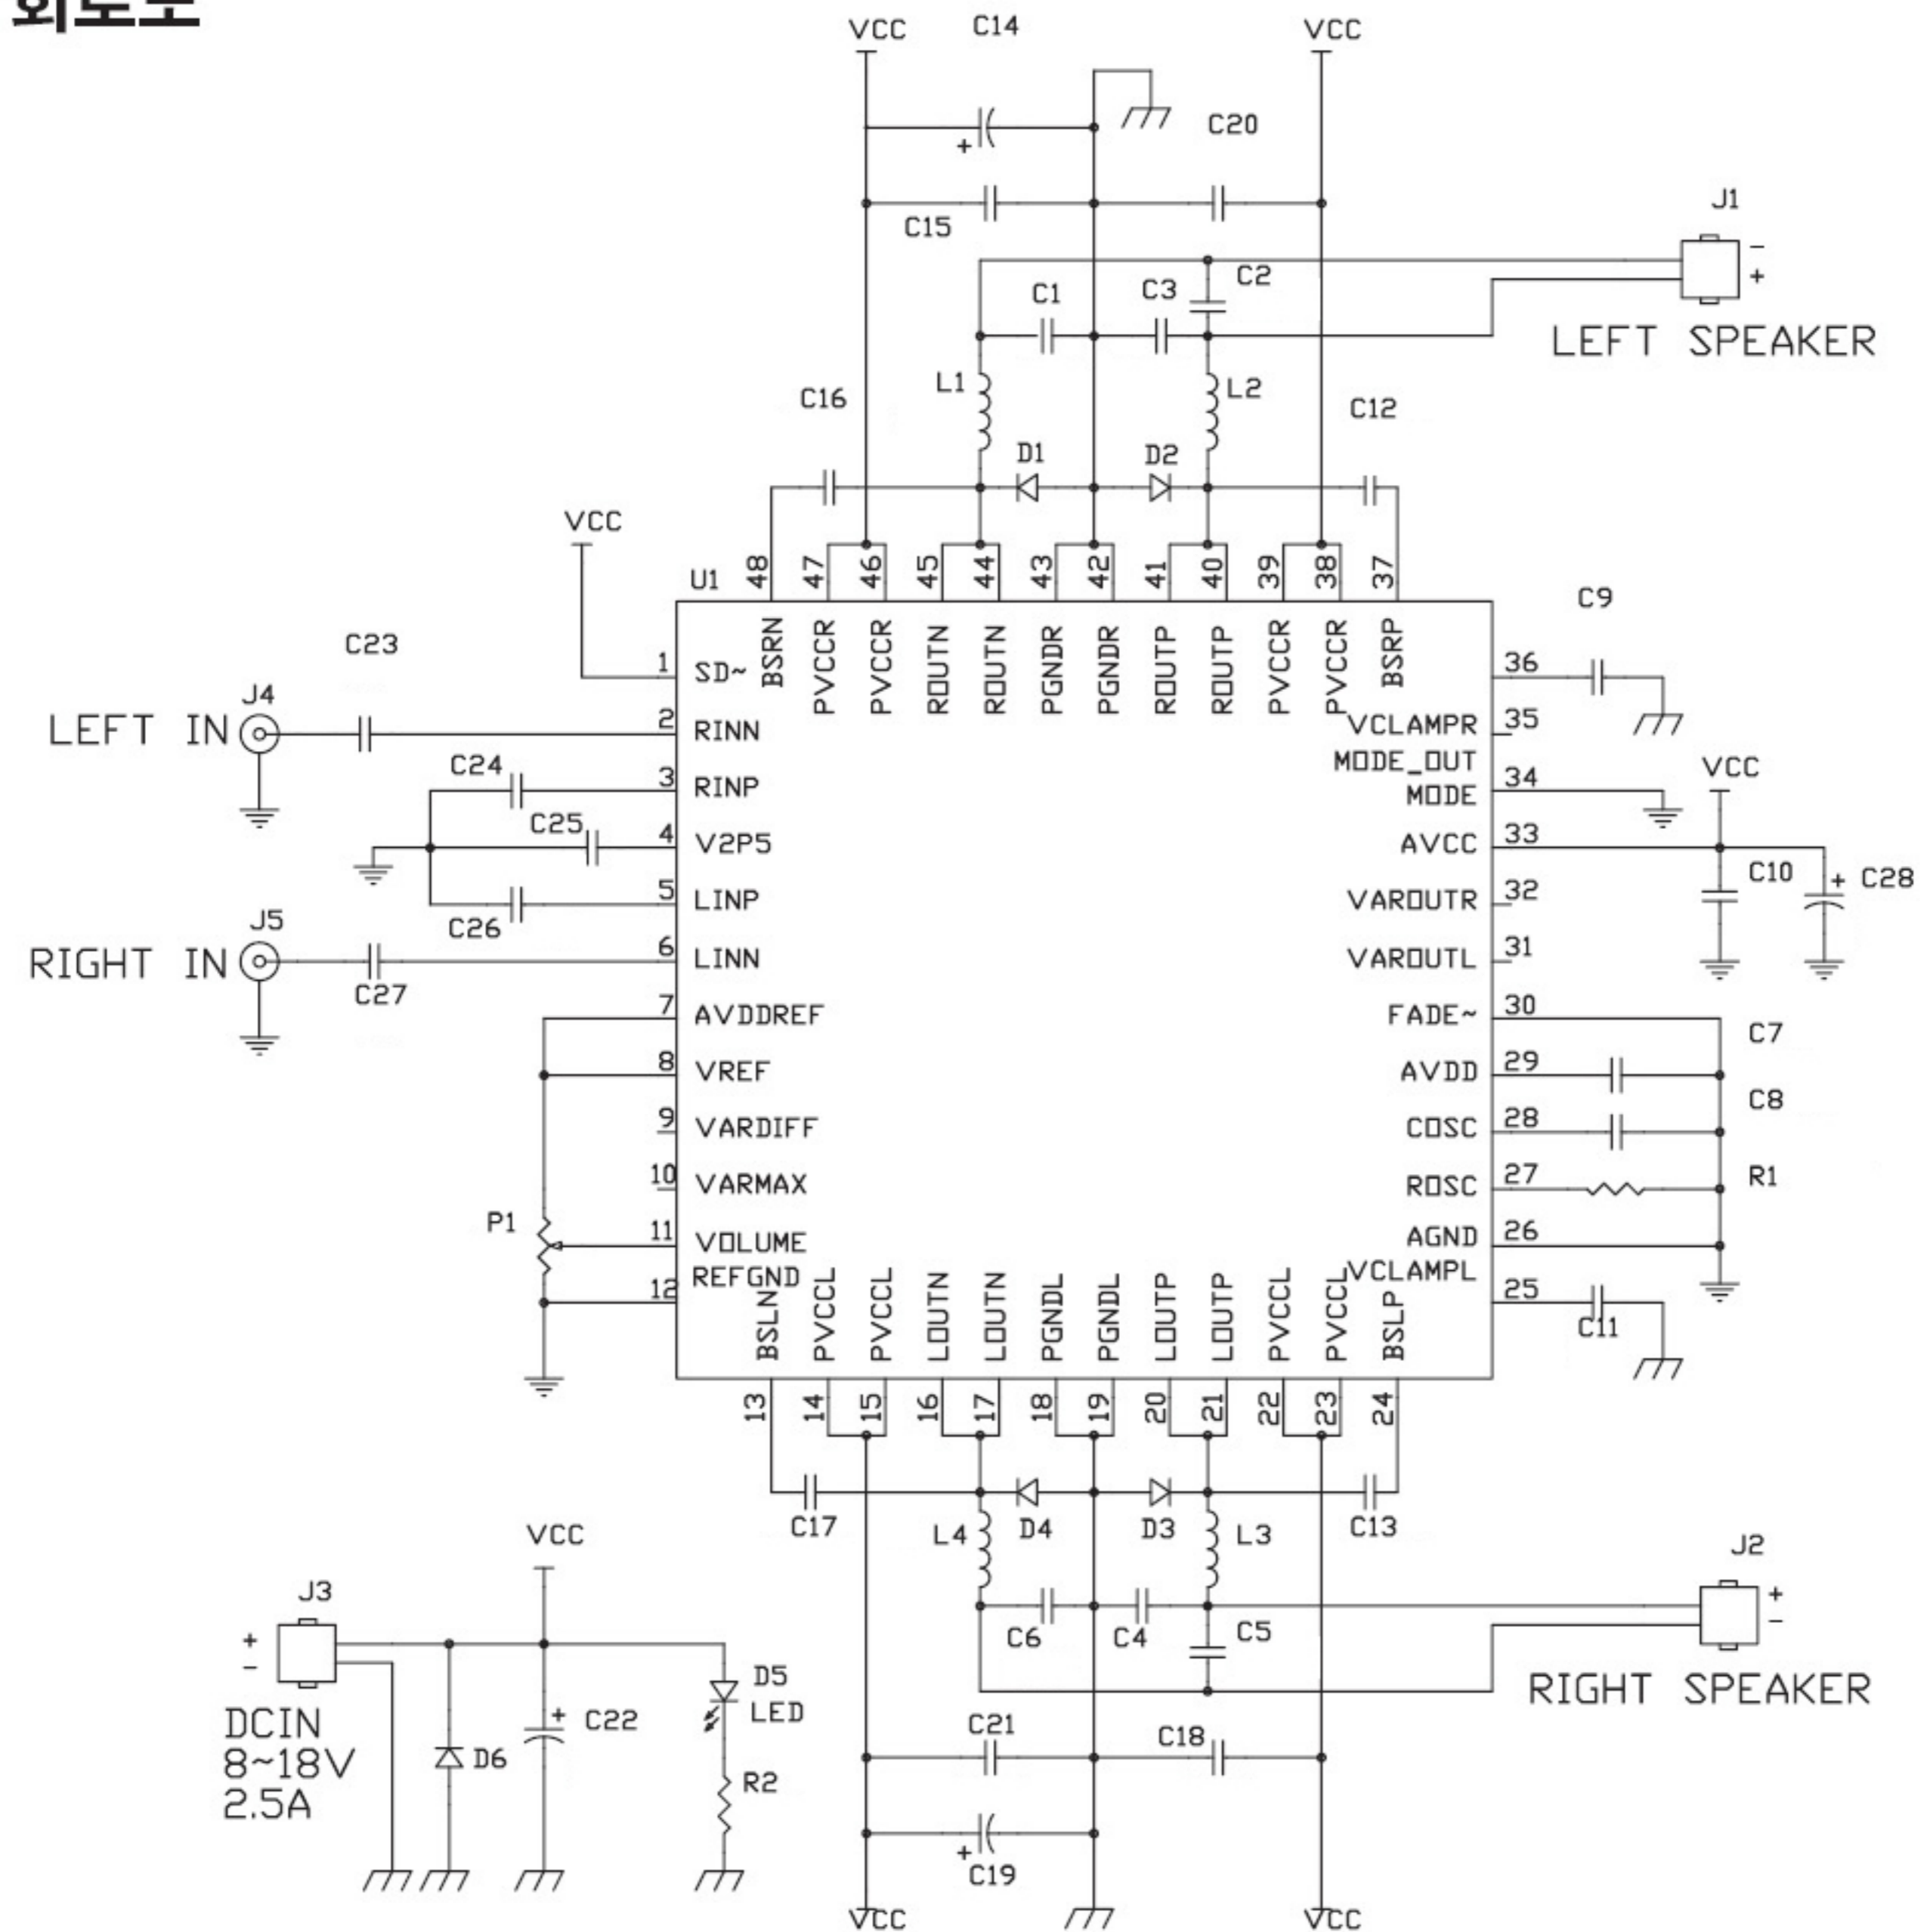 회로도
VCC C14 VCC
C20
+
C15
J1
−
+
C2
C1 C3
LEFT SPEAKER
L1 L2
C16 C12
D1 D2
VCC
U1 48 47 46 45 44 43 42 41 40 39 38 37
C9
BSRN PVCCR PVCCR ROUTN ROUTN PGNDR PGNDR ROUTP ROUTP PVCCR PVCCR BSRP
C23
1 SD~
36
J4
LEFT IN
2 RINN
VCLAMPR 35
MODE_OUT
C24
3 RINP
MODE 34
VCC
C25
4 V2P5
AVCC 33
C10 + C28
5 LINP
VAROUTR 32
C26
J5
RIGHT IN
6 LINN
VAROUTL 31
C27
7 AVDDREF
FADE~ 30
C7
8 VREF
AVDD 29
C8
9 VARDIFF
COSC 28
10 VARMAX
ROSC 27
R1
P1
11 VOLUME
AGND 26
REFGND
VCLAMPL
12
25
C11
BSLN PVCCL PVCCL LOUTN LOUTN PGNDL PGNDL LOUTP LOUTP PVCCL PVCCL BSLP
13 14 15 16 17 18 19 20 21 22 23 24
C17 L4 D4 D3 L3 C13
VCC
J3
+
−
DCIN
8~18V
2.5A
D6
+ C22
D5
LED
R2
C6 C4 C5
J2
+
−
RIGHT SPEAKER
C21 C18
+
C19
VCC VCC